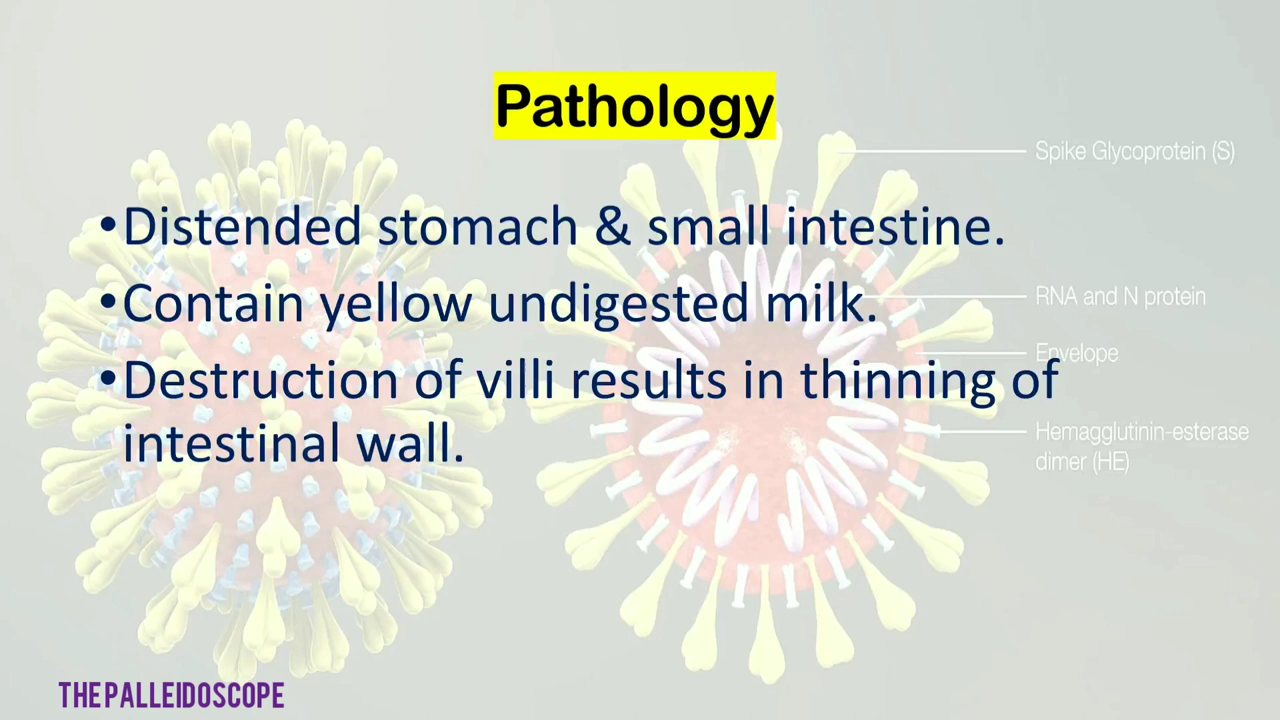 Pathology
Spike Glycoprotein (S)
•Distended stomach & small intestine.
•Contain yellow undigested milk.
RNA and N protein
Envelope
•Destruction of villi results in thinning of
intestinal wall.
Hemagglutinin-esterase
dimer (HE)
THEPALLEIDOSCOPE